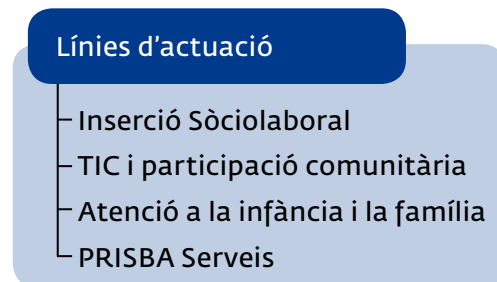 Línies d'actuació
Inserció Sòciolaboral
TIC i participació comunitària
Atenció a la infància i la família
PRISBA Serveis